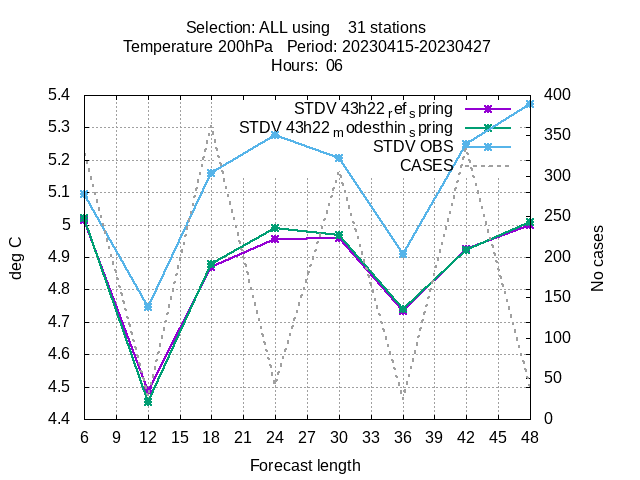 Selection: ALL using 31 stations
Temperature 200hPa Period: 20230415-20230427
Hours: 06
STDV 43h22_ref_spring
STDV 43h22_modesthin_spring
STDV OBS
CASES
deg C
5.4
5.3
5.2
5.1
5
4.9
4.8
4.7
4.6
4.5
4.4
400
350
300
250
200
150
100
50
0
No cases
6 9 12 15 18 21 24 27 30 33 36 39 42 45 48
Forecast length